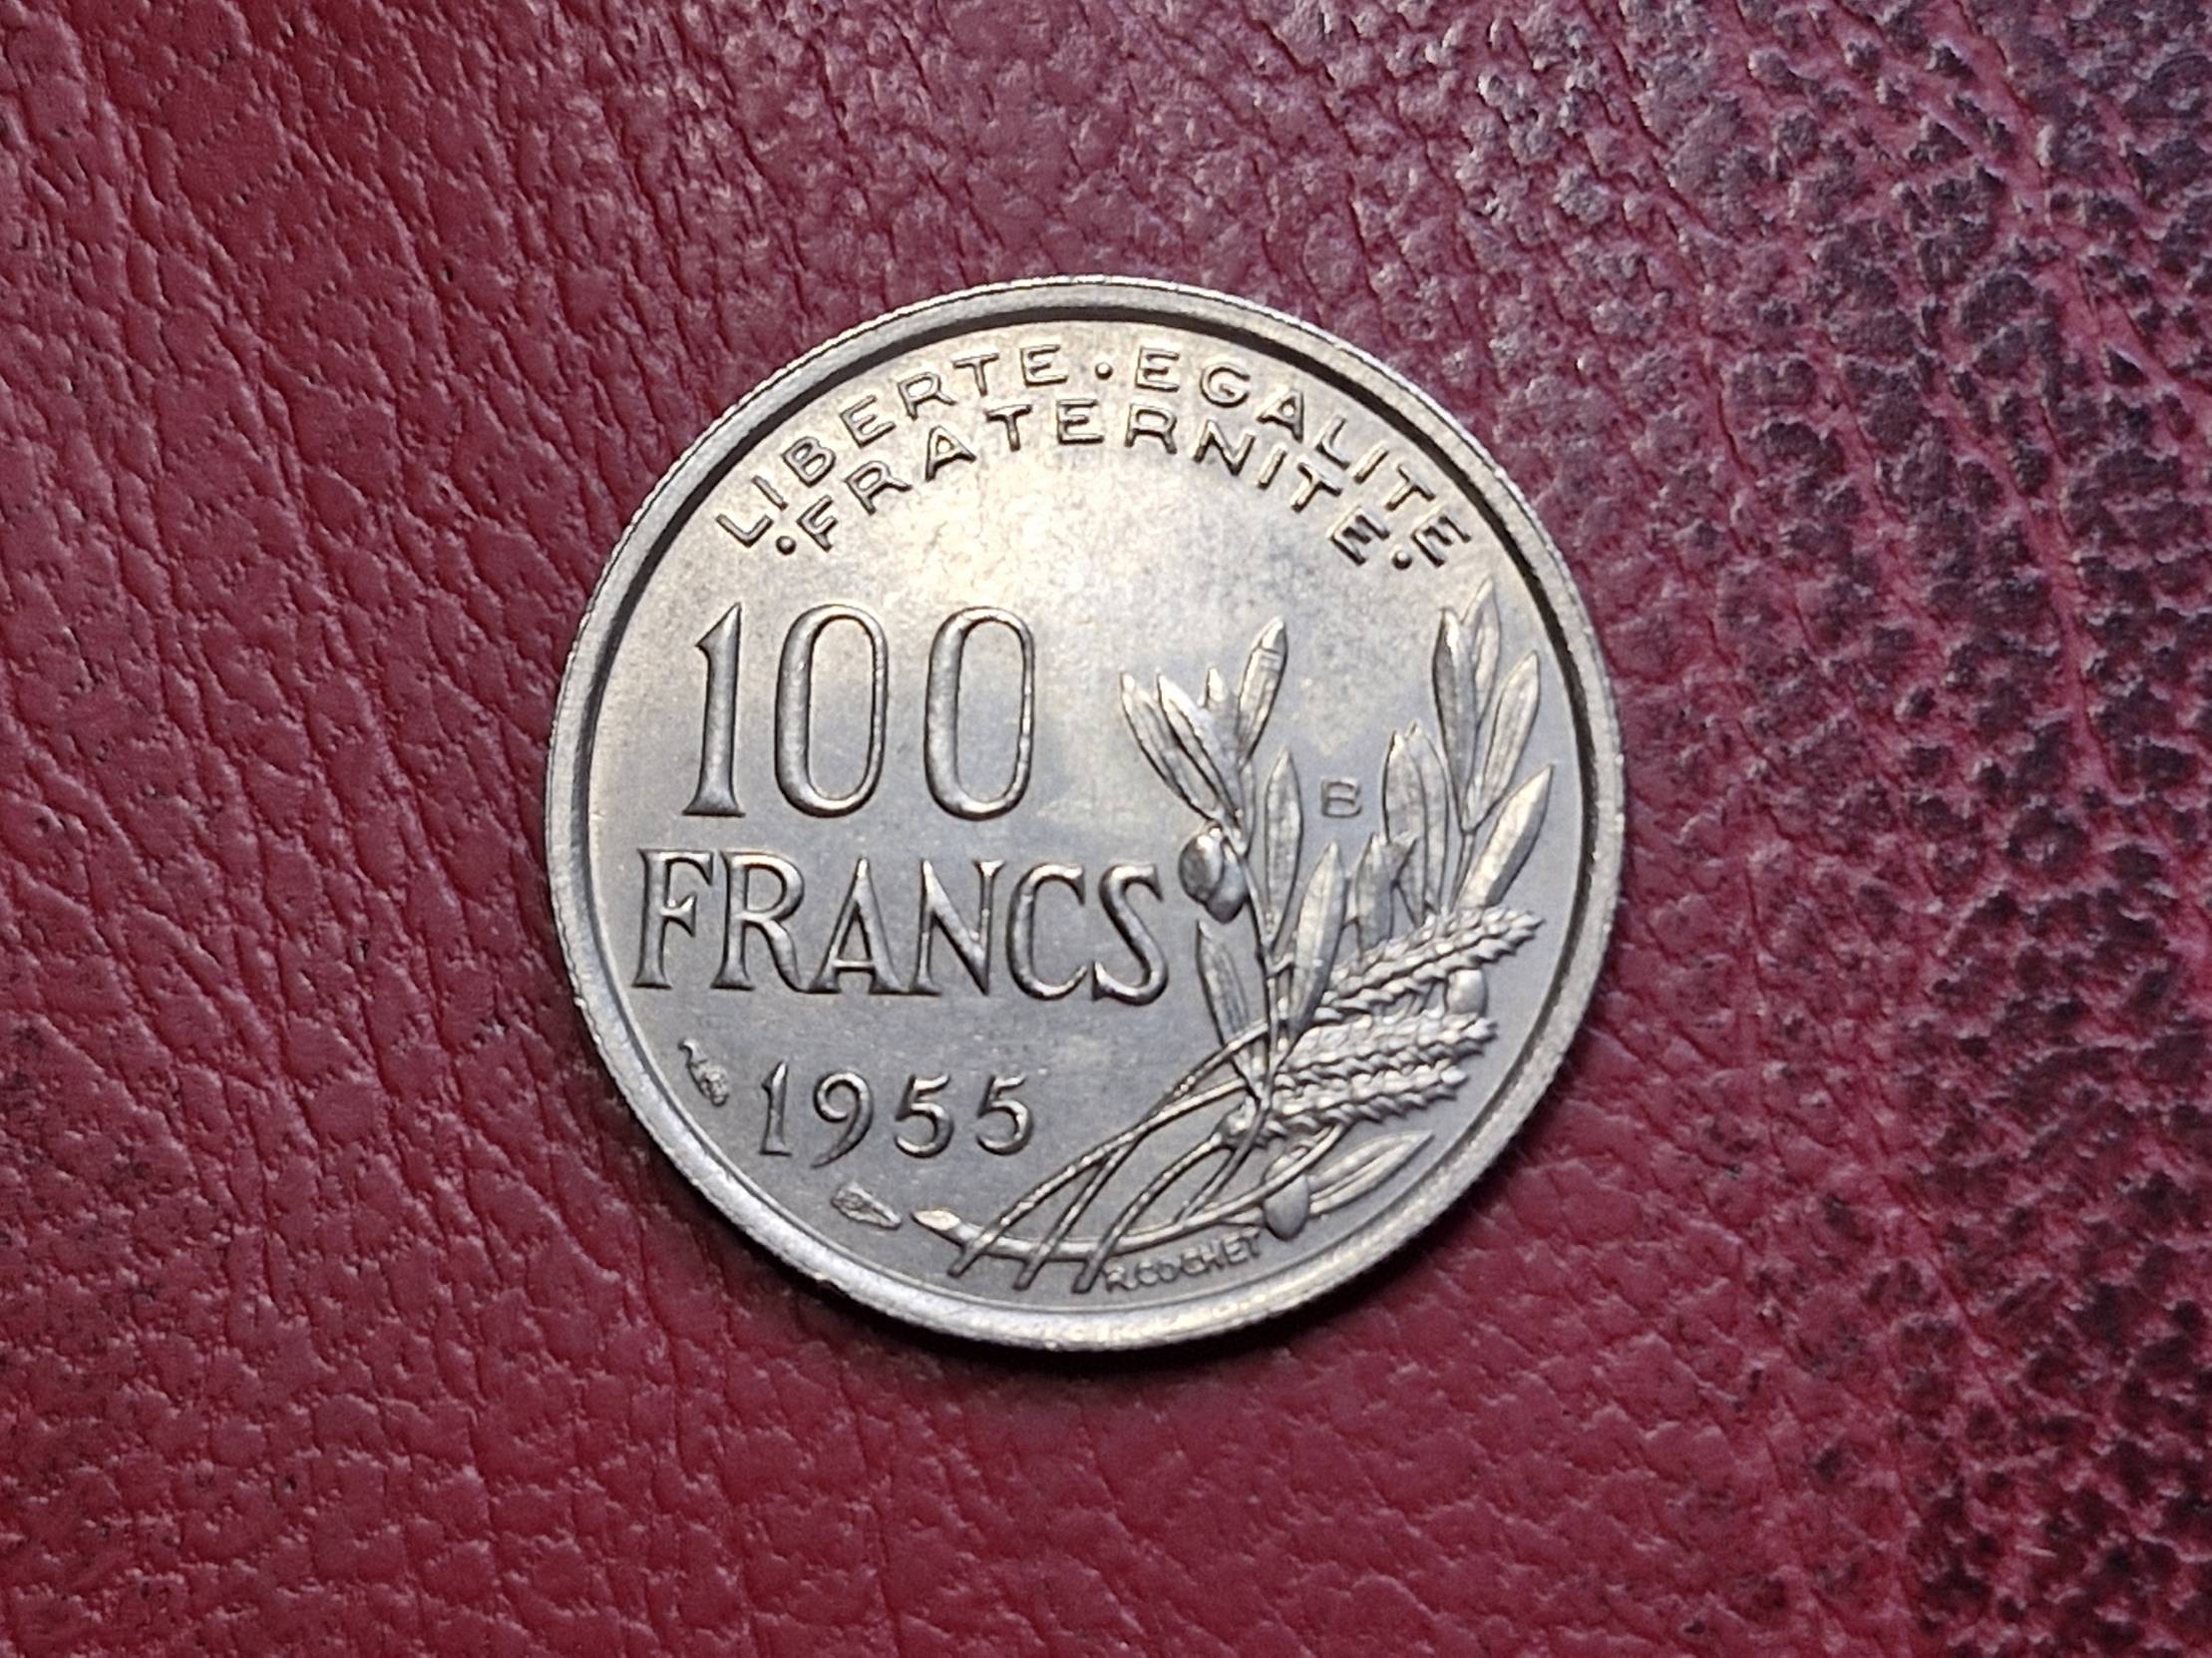 LIBERTE · EGALITE
· FRATERNITE ·
100
B
FRANCS
1955
R. COCHET